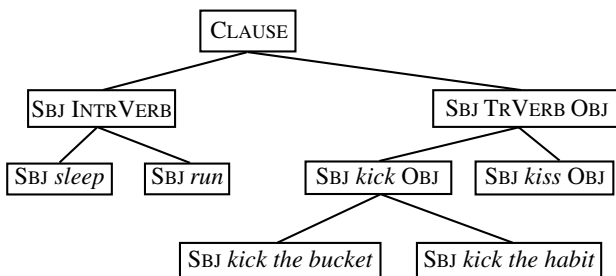 CLAUSE
SBJ INTRVERB
SBJ TRVERB OBJ
SBJ sleep
SBJ run
SBJ kick OBJ
SBJ kiss OBJ
SBJ kick the bucket
SBJ kick the habit